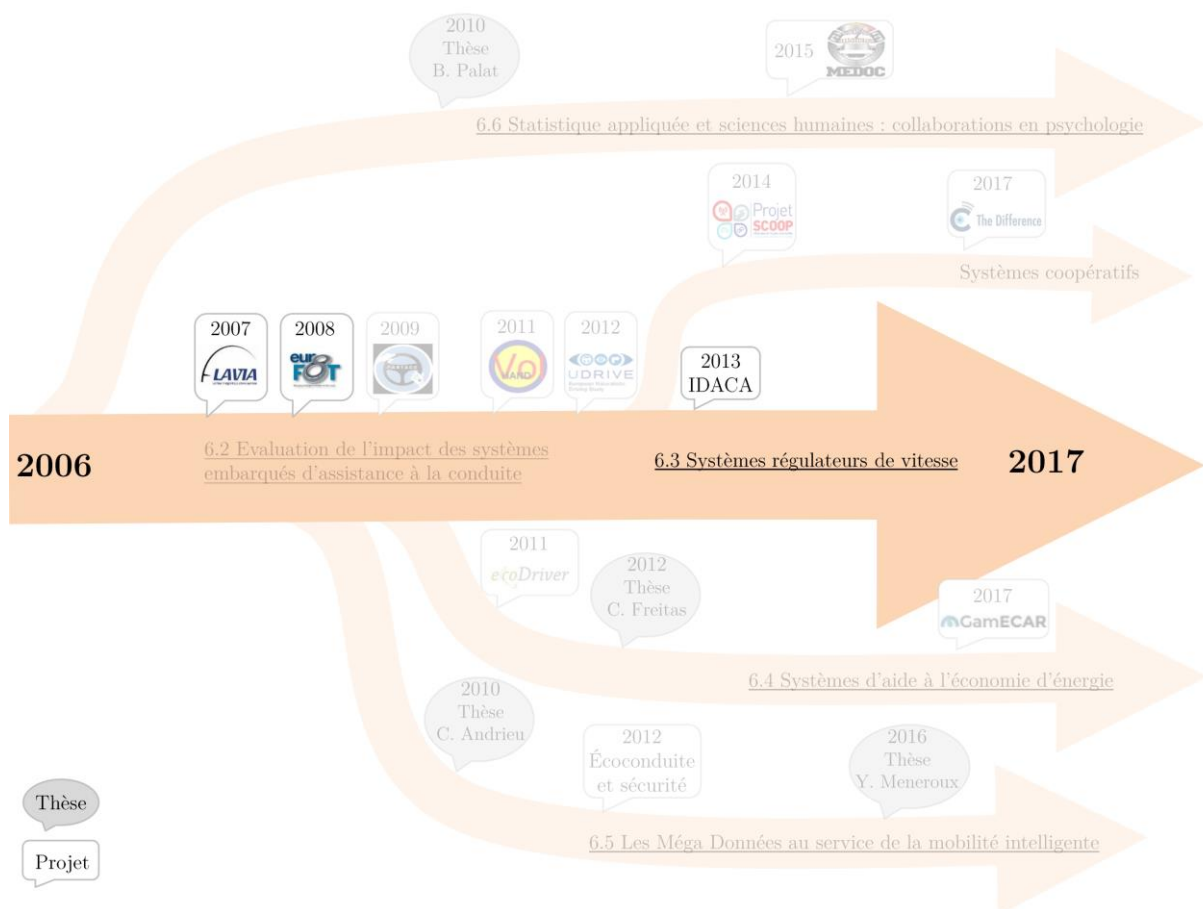 2010
Thèse
B. Palat
2015
MEDOC
6.6 Statistique appliquée et sciences humaines : collaborations en psychologie
2014
Projet
SCOOP
2017
The Difference
Systèmes coopératifs
2007
LAVIA
2008
euroFOT
2009
2011
Vol
HAND
2012
UDRIVE
2013
IDACA
2006
6.2 Evaluation de l'impact des systèmes
embarqués d'assistance à la conduite
6.3 Systèmes régulateurs de vitesse
2017
2011
ecoDriver
2012
Thèse
C. Freitas
2017
GamECAR
6.4 Systèmes d'aide à l'économie d'énergie
2010
Thèse
C. Andrieu
2012
Écoconduite
et sécurité
2016
Thèse
Y. Meneroux
6.5 Les Méga Données au service de la mobilité intelligente
Thèse
Projet